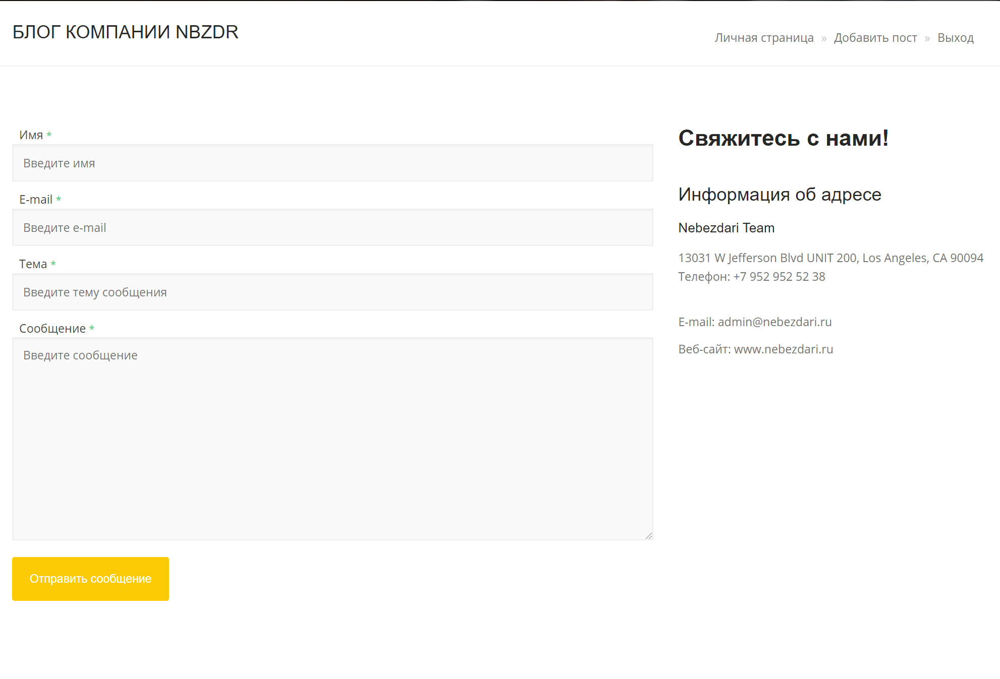 БЛОГ КОМПАНИИ NBZDR
Личная страница » Добавить пост » Выход
Имя *
Введите имя
E-mail *
Введите e-mail
Тема *
Введите тему сообщения
Сообщение *
Введите сообщение
Отправить сообщение
Свяжитесь с нами!
Информация об адресе
Nebezdari Team
13031 W Jefferson Blvd UNIT 200, Los Angeles, CA 90094
Телефон: +7 952 952 52 38
E-mail: admin@nebezdari.ru
Веб-сайт: www.nebezdari.ru